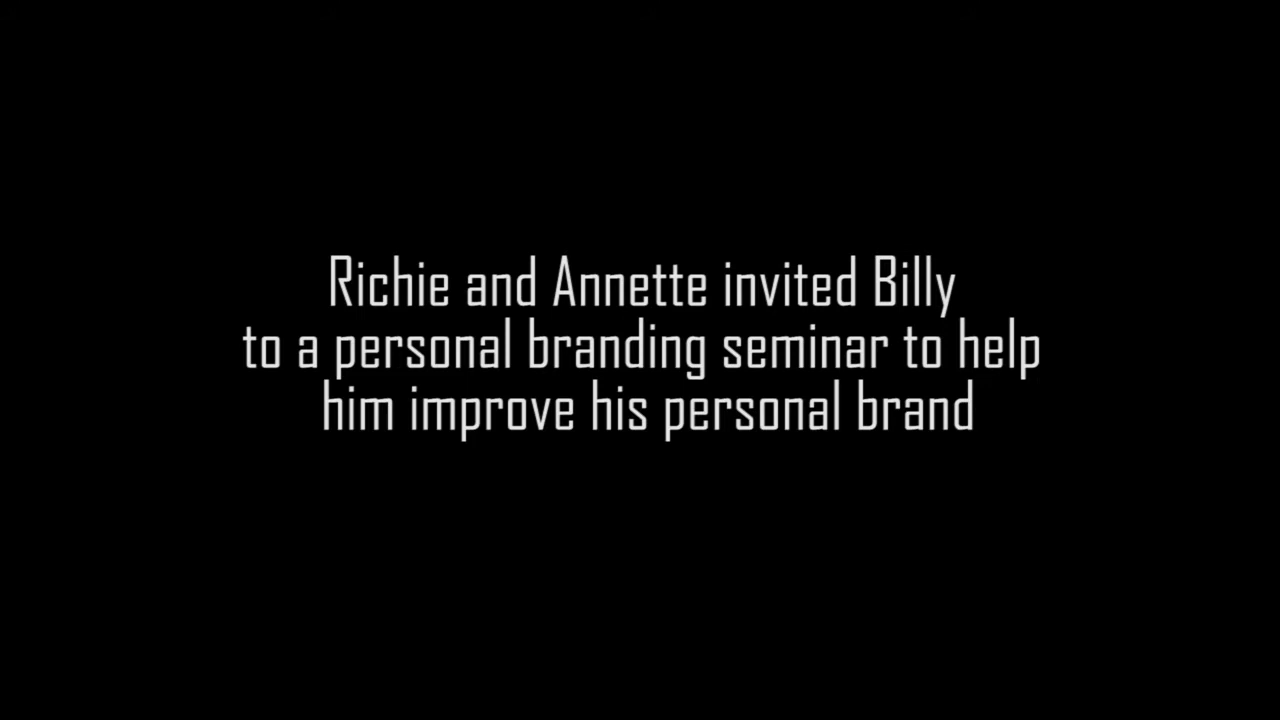 Richie and Annette invited Billy
to a personal branding seminar to help
him improve his personal brand